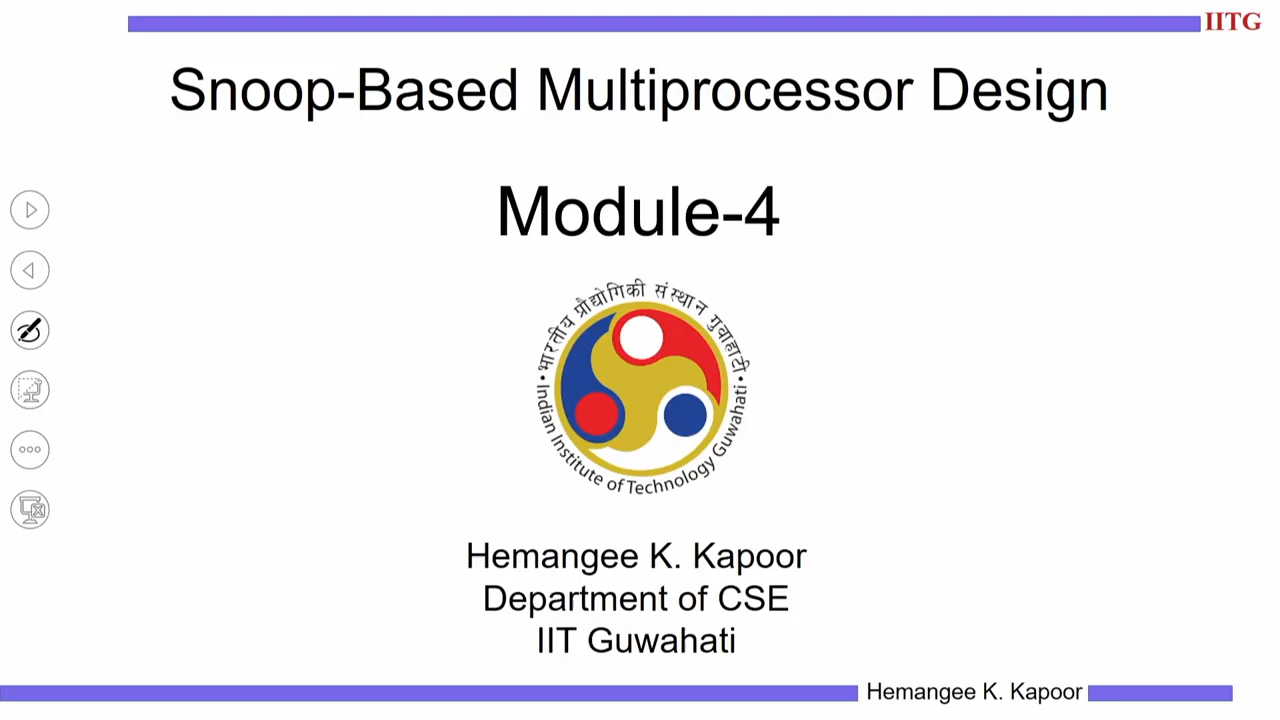 IITG
Snoop-Based Multiprocessor Design
Module-4
भारतीय प्रौद्योगिकी संस्थान गुवाहाटी
Indian Institute of Technology Guwahati
Hemangee K. Kapoor
Department of CSE
IIT Guwahati
Hemangee K. Kapoor